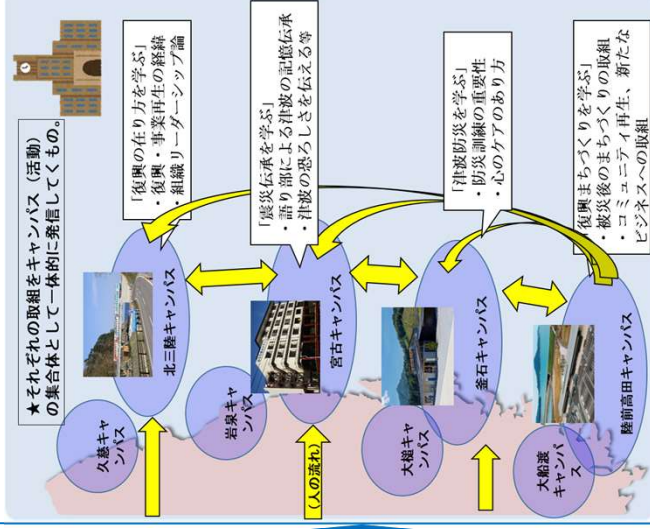 ★それぞれの取組をキャンパス（活動）
の集合体として一体的に発信してくもの。
久慈キャ
ンパス
北三陸キャンパス
「復興の在り方を学ぶ」
・復興・事業再生の経緯
・組織リーダーシップ論
岩泉キャ
ンパス
宮古キャンパス
「震災伝承を学ぶ」
・語り部による津波の記憶伝承
・津波の恐ろしさを伝える等
（人の流れ）
大槌キャ
ンパス
釜石キャンパス
「津波防災を学ぶ」
・防災訓練の重要性
・心のケアのあり方
大船渡
キャンパ
ス
陸前高田キャンパス
「復興まちづくりを学ぶ」
・被災後のまちづくりの取組
・コミュニティ再生、新たな
ビジネスへの取組